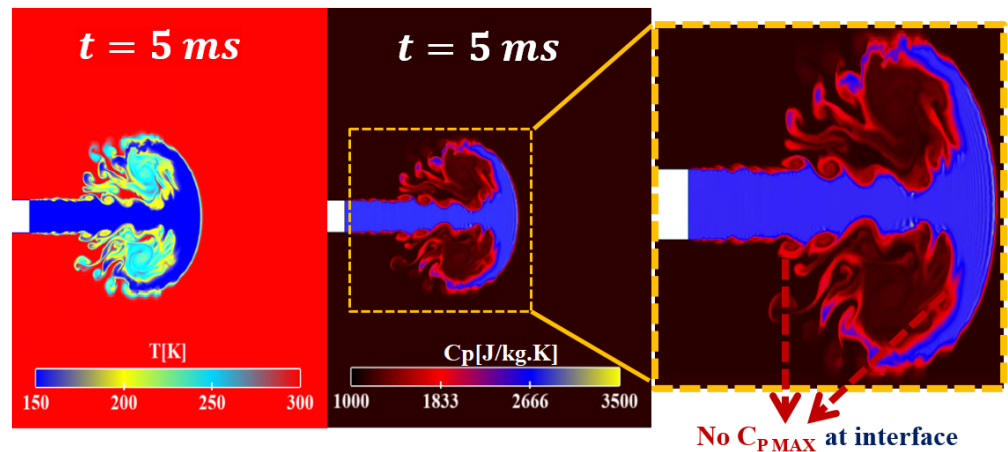 t = 5 ms
t = 5 ms
T[K]
150 200 250 300
Cp[J/kg.K]
1000 1833 2666 3500
No CP MAX at interface